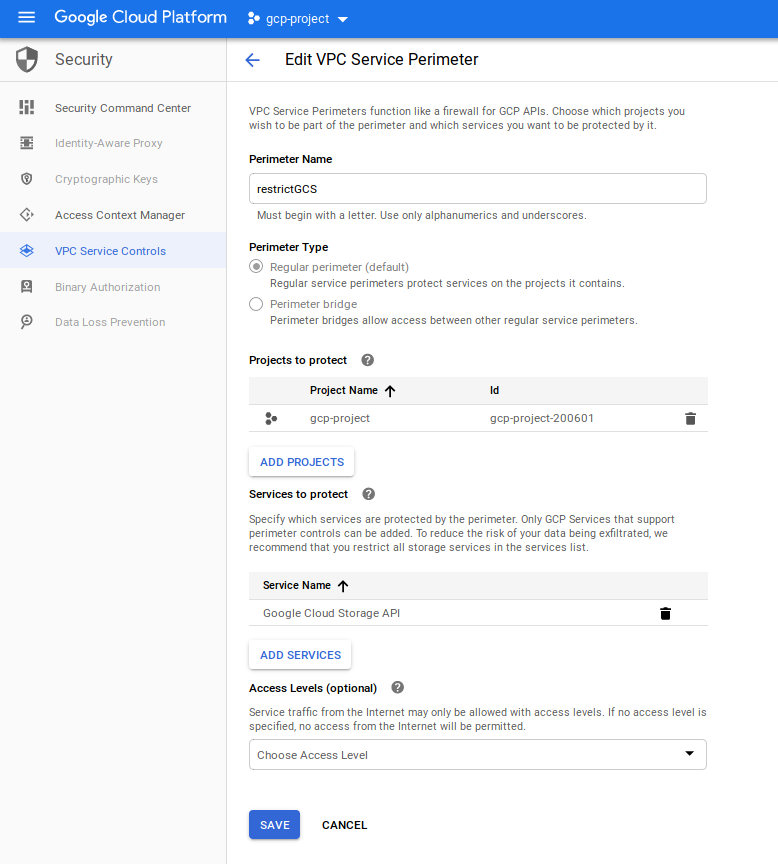 Google Cloud Platform
gcp-project
Security
Edit VPC Service Perimeter
Security Command Center
Identity-Aware Proxy
Cryptographic Keys
Access Context Manager
VPC Service Controls
Binary Authorization
Data Loss Prevention
VPC Service Perimeters function like a firewall for GCP APIs. Choose which projects you
wish to be part of the perimeter and which services you want to be protected by it.
Perimeter Name
restrictGCS
Must begin with a letter. Use only alphanumerics and underscores.
Perimeter Type
Regular perimeter (default)
Regular service perimeters protect services on the projects it contains.
Perimeter bridge
Perimeter bridges allow access between other regular service perimeters.
Projects to protect ?
Project Name Id
gcp-project gcp-project-200601
ADD PROJECTS
Services to protect ?
Specify which services are protected by the perimeter. Only GCP Services that support
perimeter controls can be added. To reduce the risk of your data being exfiltrated, we
recommend that you restrict all storage services in the services list.
Service Name
Google Cloud Storage API
ADD SERVICES
Access Levels (optional) ?
Service traffic from the Internet may only be allowed with access levels. If no access level is
specified, no access from the Internet will be permitted.
Choose Access Level
SAVE CANCEL